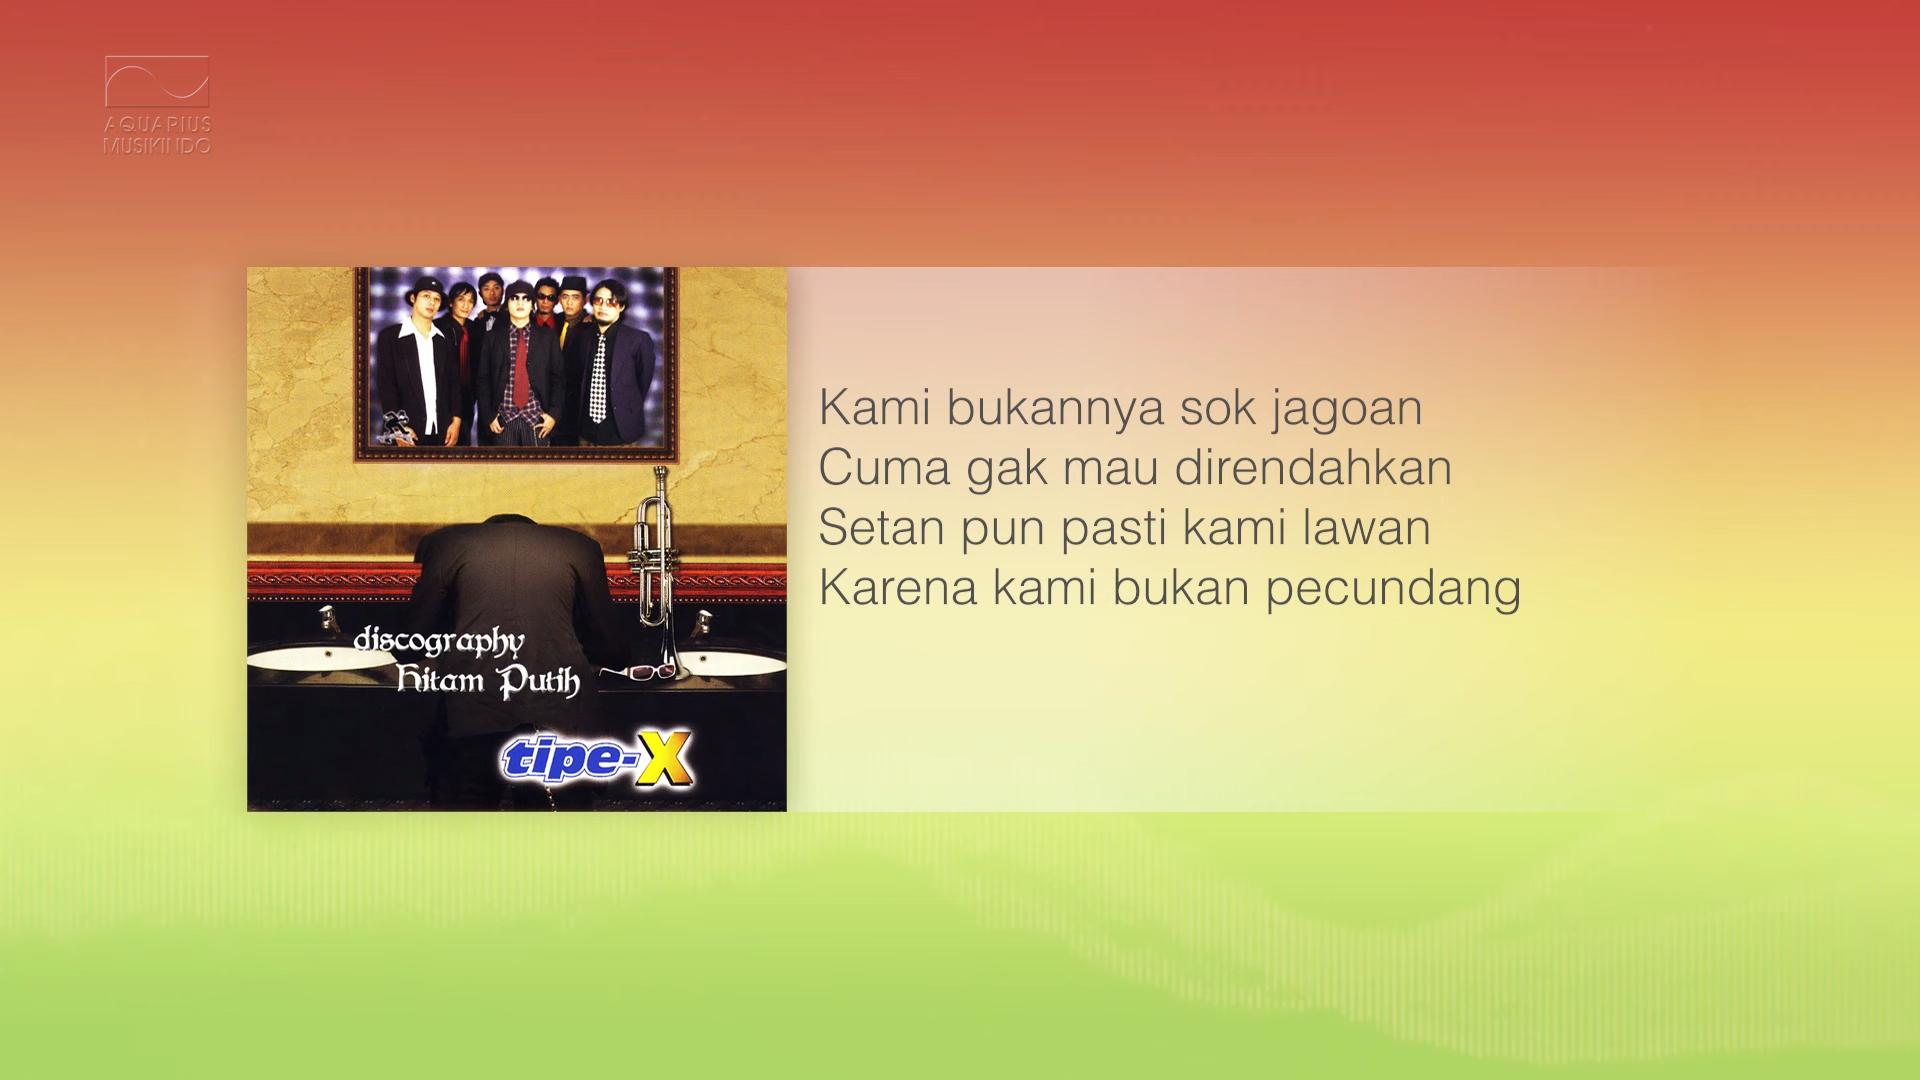 AQUARIUS
MUSIKINDO
Kami bukannya sok jagoan
Cuma gak mau direndahkan
Setan pun pasti kami lawan
Karena kami bukan pecundang
discography
Hitam Putih
tipe-X